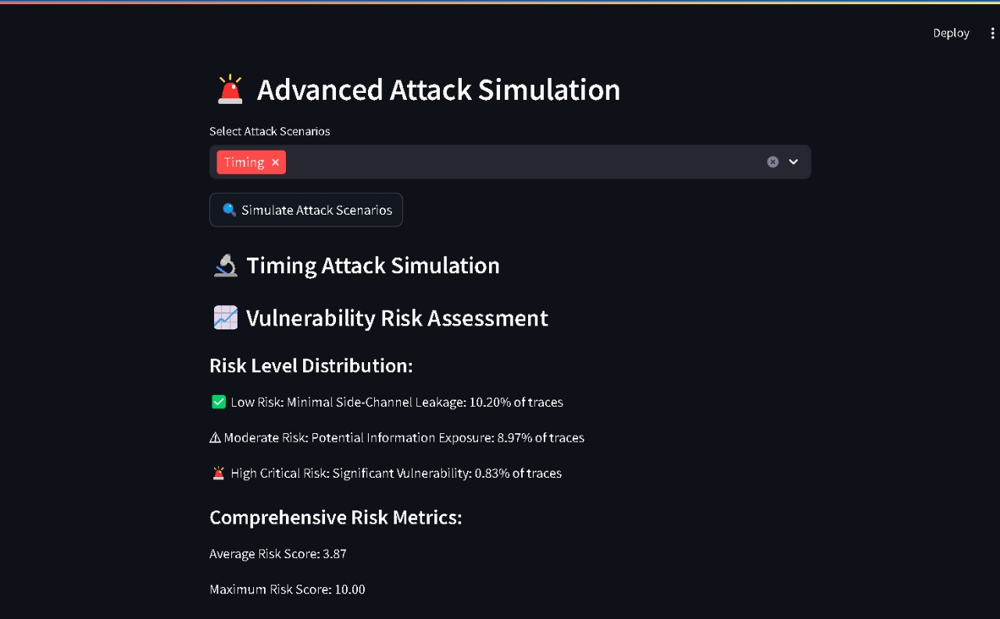 Deploy
🚨 Advanced Attack Simulation
Select Attack Scenarios
Timing ×
🔍 Simulate Attack Scenarios
🔬 Timing Attack Simulation
📈 Vulnerability Risk Assessment
Risk Level Distribution:
✅ Low Risk: Minimal Side-Channel Leakage: 10.20% of traces
⚠ Moderate Risk: Potential Information Exposure: 8.97% of traces
🚨 High Critical Risk: Significant Vulnerability: 0.83% of traces
Comprehensive Risk Metrics:
Average Risk Score: 3.87
Maximum Risk Score: 10.00